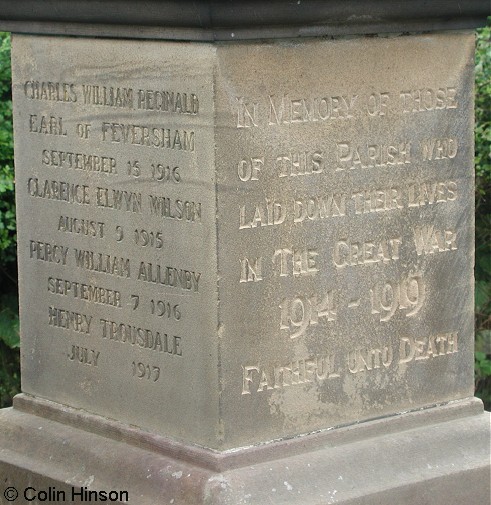 CHARLES WILLIAM REGINALD
EARL OF FEVERSHAM
SEPTEMBER 15 1916
CLARENCE ELWYN WILSON
AUGUST 9 1915
PERCY WILLIAM ALLENBY
SEPTEMBER 7 1916
HENRY TROUSDALE
JULY 1917
IN MEMORY OF THOSE
OF THIS PARISH WHO
LAID DOWN THEIR LIVES
IN THE GREAT WAR
1914 - 1919
FAITHFUL UNTO DEATH
© Colin Hinson